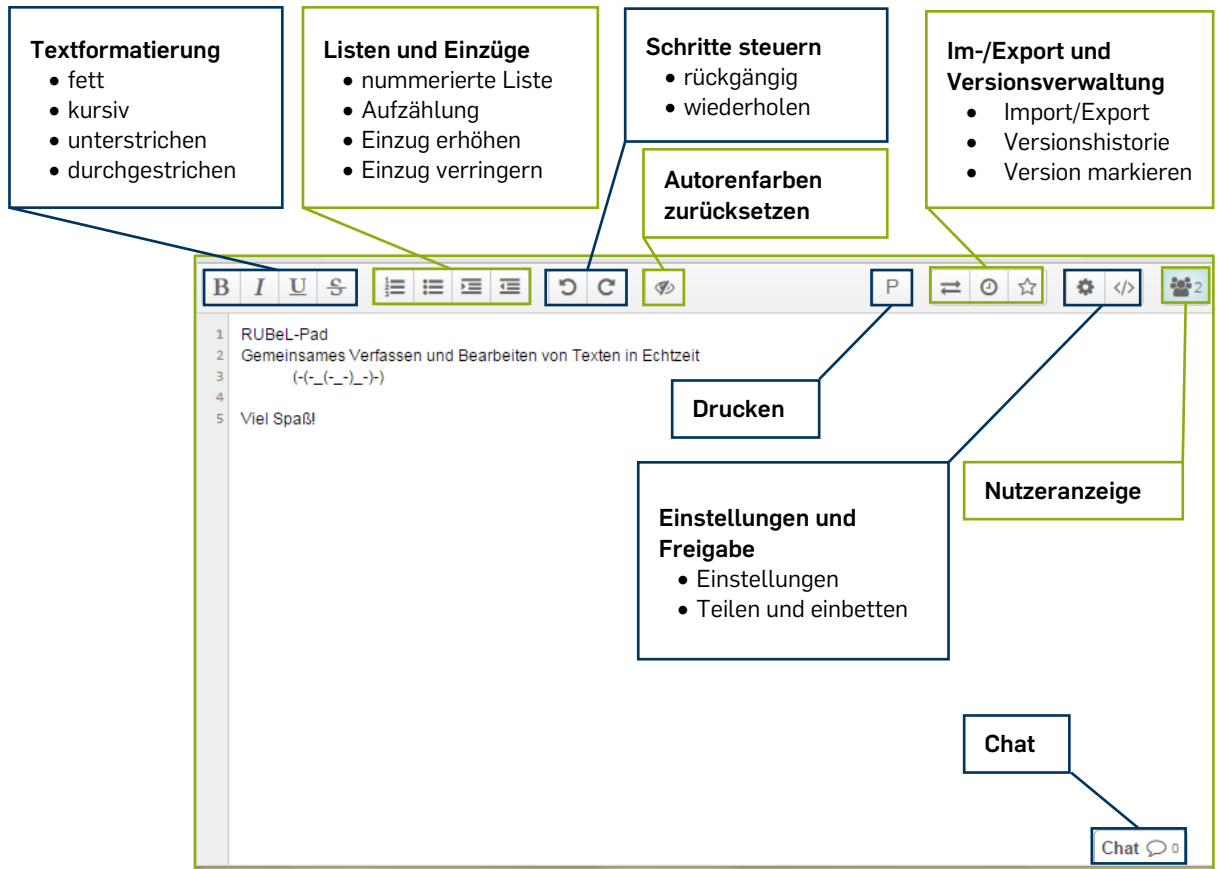 Textformatierung
• fett
• kursiv
• unterstrichen
• durchgestrichen
Listen und Einzüge
• nummerierte Liste
• Aufzählung
• Einzug erhöhen
• Einzug verringern
Schritte steuern
• rückgängig
• wiederholen
Autorenfarben
zurücksetzen
Im-/Export und
Versionsverwaltung
• Import/Export
• Versionshistorie
• Version markieren
B I U S
P
</>
2
1 RUBeL-Pad
2 Gemeinsames Verfassen und Bearbeiten von Texten in Echtzeit
3 (-(-_(-_-)_-)-)
4
5 Viel Spaß!
Drucken
Nutzeranzeige
Einstellungen und
Freigabe
• Einstellungen
• Teilen und einbetten
Chat
Chat 0